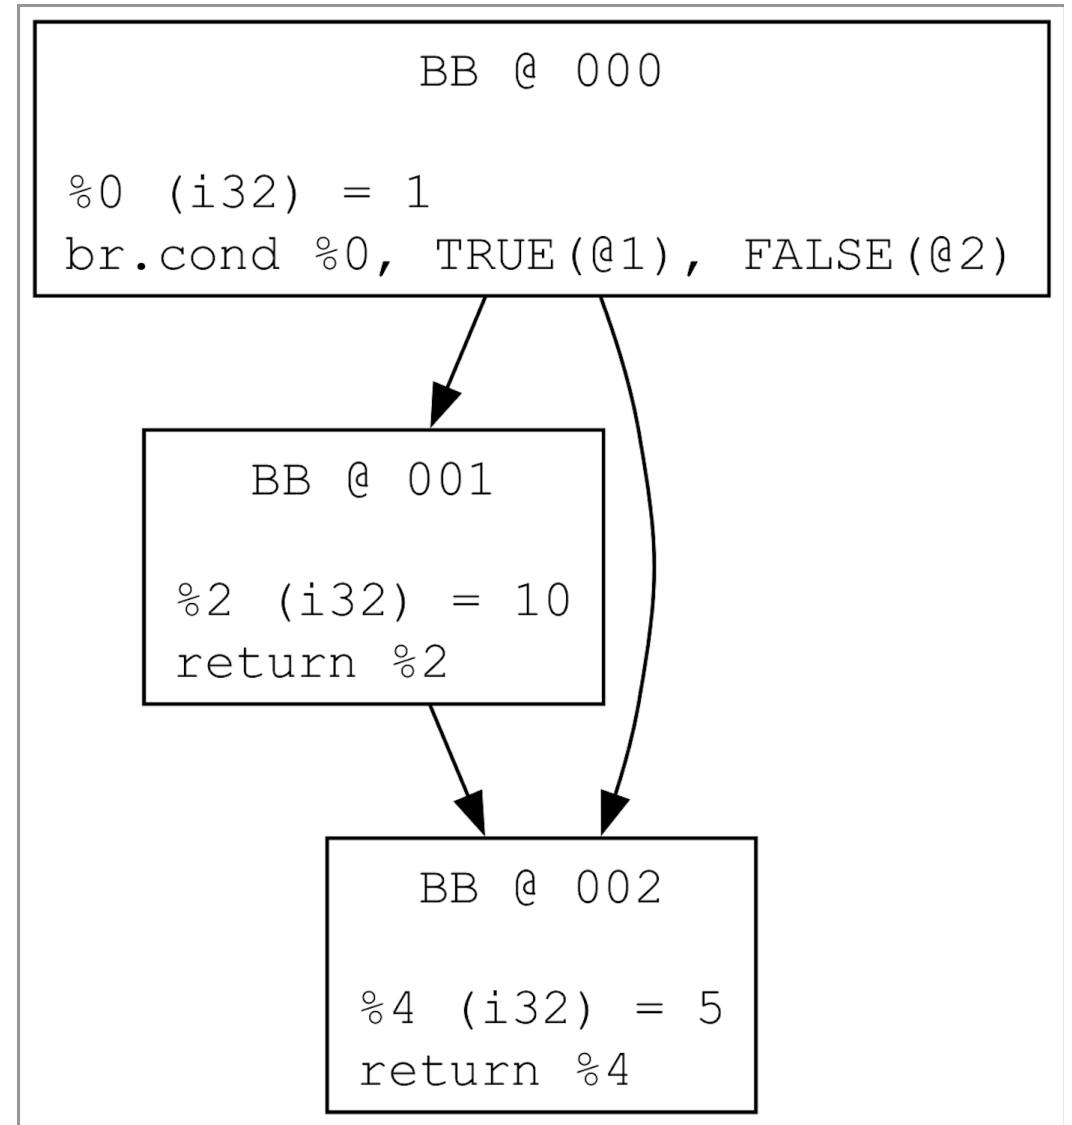 BB @ 000
%0 (i32) = 1
br.cond %0, TRUE(@1), FALSE(@2)
BB @ 001
%2 (i32) = 10
return %2
BB @ 002
%4 (i32) = 5
return %4